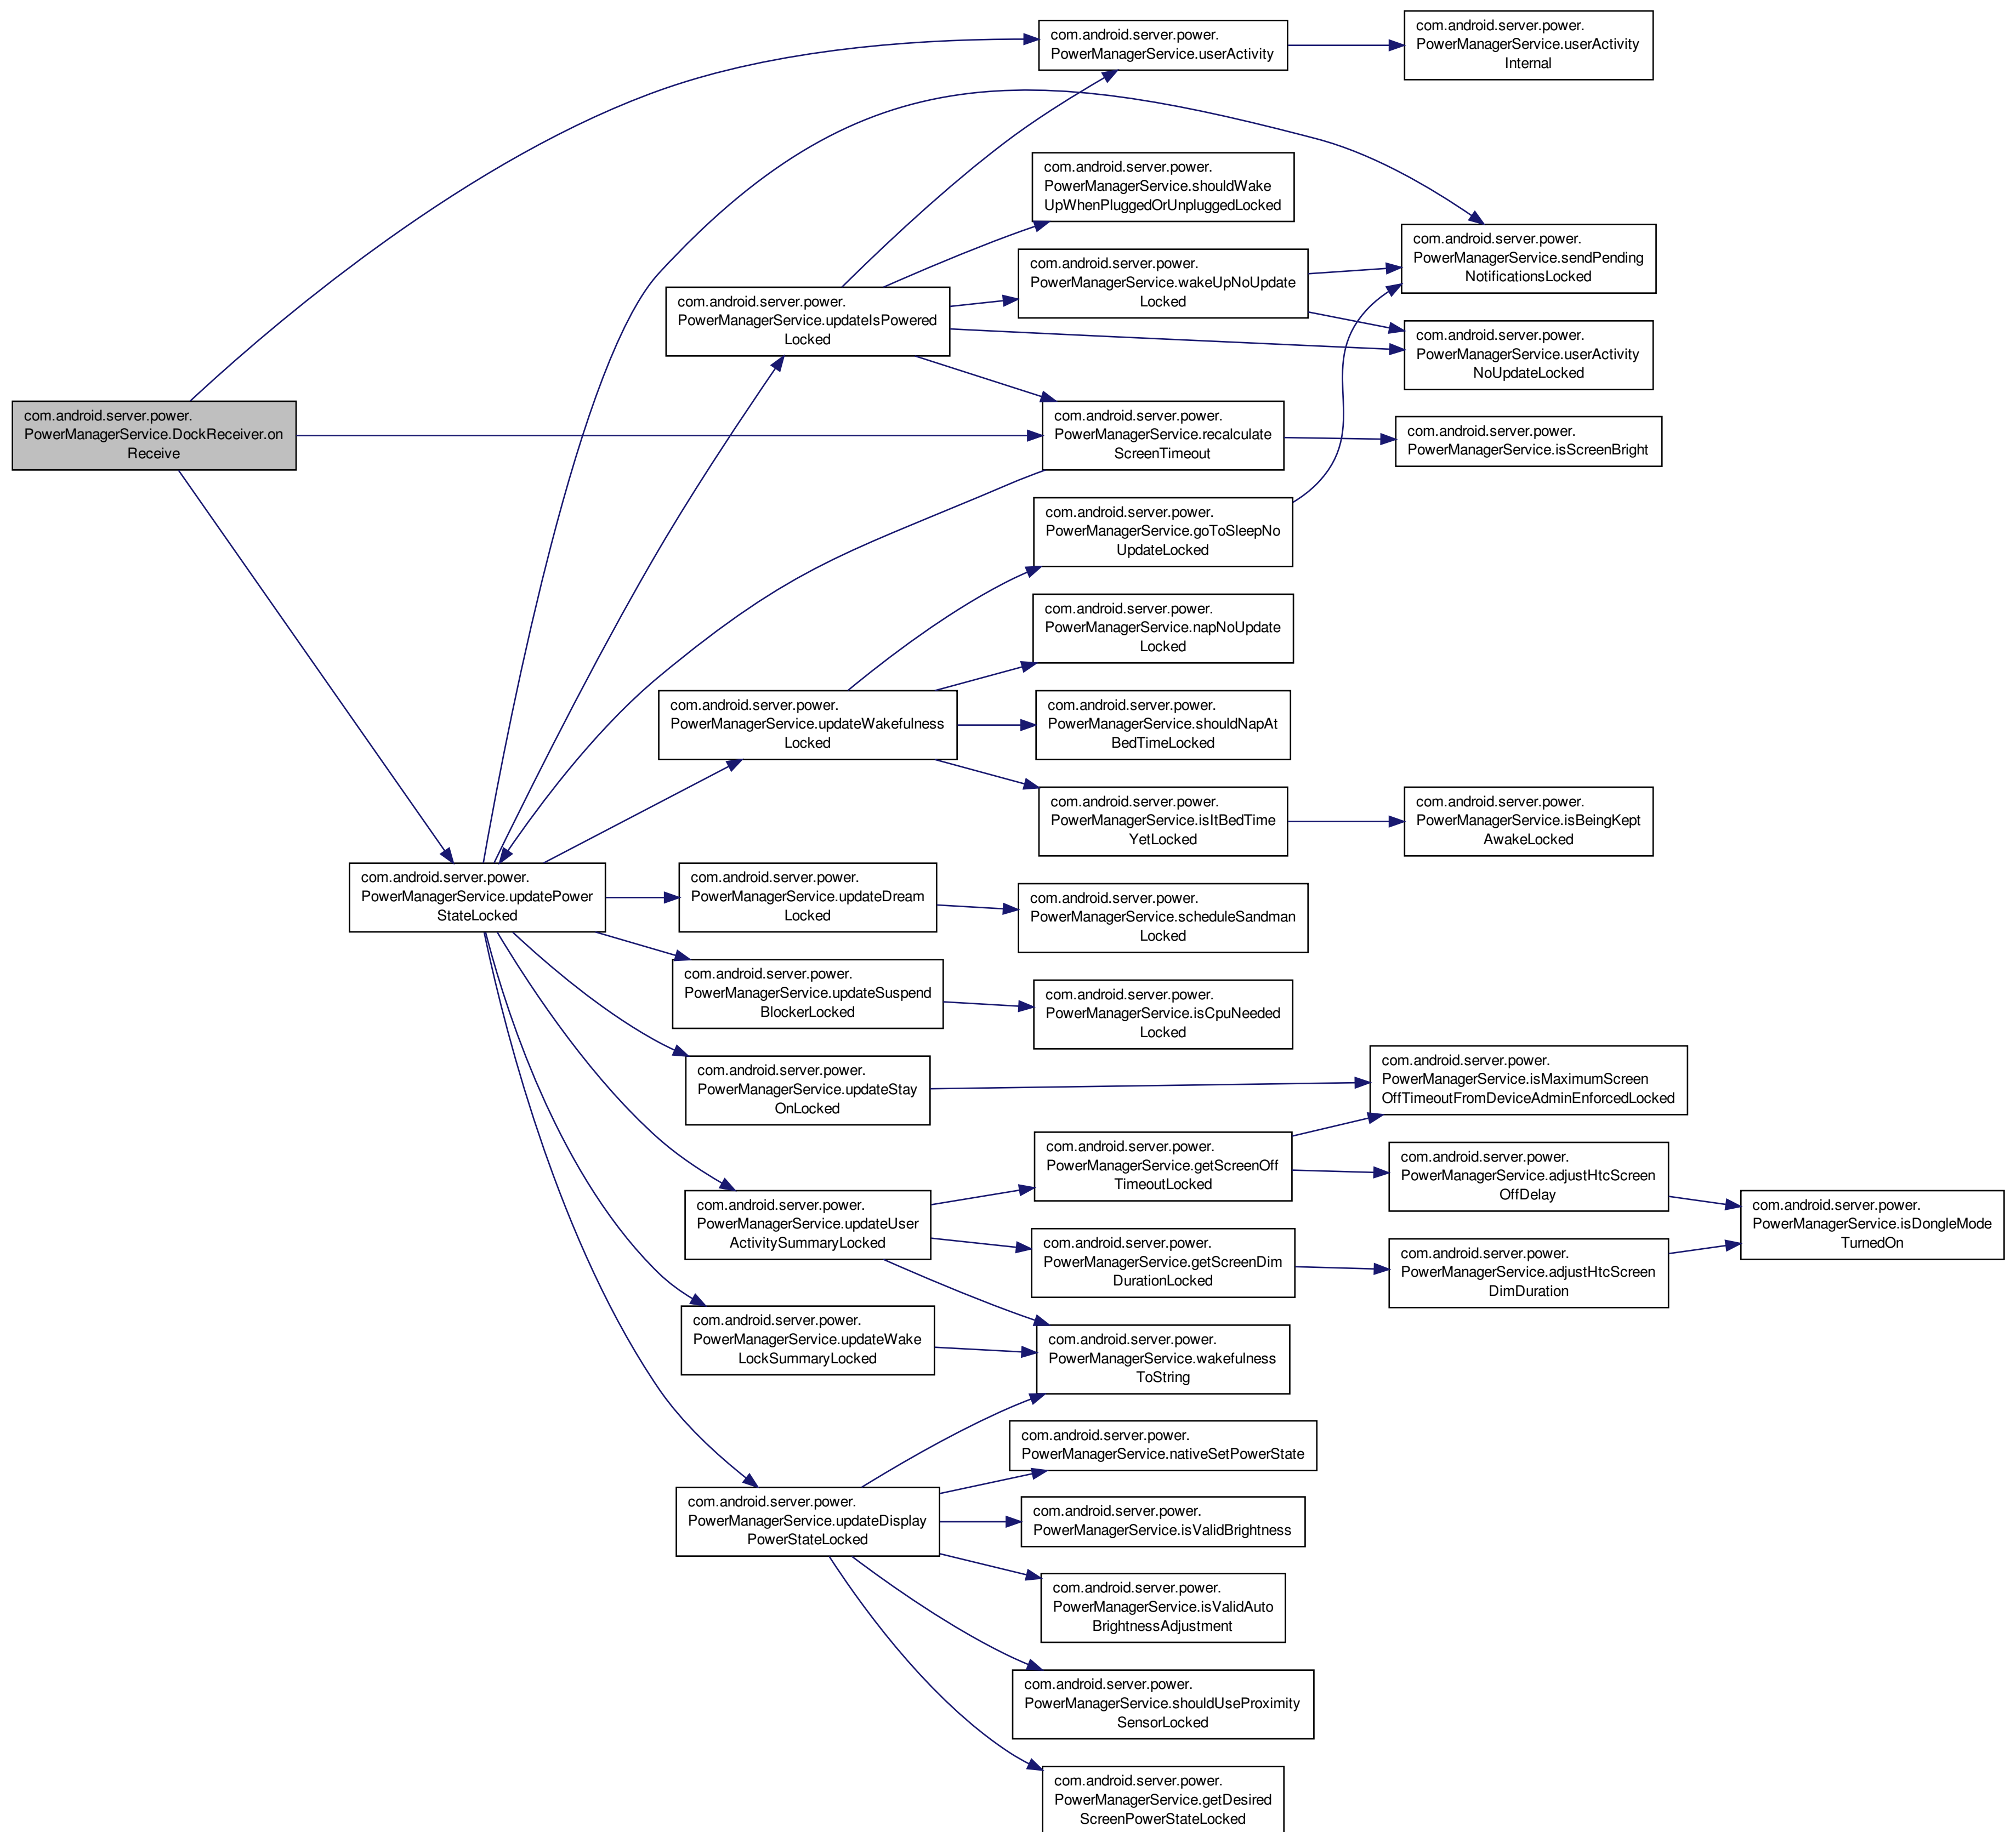 com.android.server.power.
PowerManagerService.userActivity
com.android.server.power.
PowerManagerService.userActivity
Internal
com.android.server.power.
PowerManagerService.shouldWake
UpWhenPluggedOrUnpluggedLocked
com.android.server.power.
PowerManagerService.sendPending
NotificationsLocked
com.android.server.power.
PowerManagerService.wakeUpNoUpdate
Locked
com.android.server.power.
PowerManagerService.updateIsPowered
Locked
com.android.server.power.
PowerManagerService.userActivity
NoUpdateLocked
com.android.server.power.
PowerManagerService.DockReceiver.on
Receive
com.android.server.power.
PowerManagerService.recalculate
ScreenTimeout
com.android.server.power.
PowerManagerService.isScreenBright
com.android.server.power.
PowerManagerService.goToSleepNo
UpdateLocked
com.android.server.power.
PowerManagerService.napNoUpdate
Locked
com.android.server.power.
PowerManagerService.updateWakefulness
Locked
com.android.server.power.
PowerManagerService.shouldNapAt
BedTimeLocked
com.android.server.power.
PowerManagerService.isItBedTime
YetLocked
com.android.server.power.
PowerManagerService.isBeingKept
AwakeLocked
com.android.server.power.
PowerManagerService.updatePower
StateLocked
com.android.server.power.
PowerManagerService.updateDream
Locked
com.android.server.power.
PowerManagerService.scheduleSandman
Locked
com.android.server.power.
PowerManagerService.updateSuspend
BlockerLocked
com.android.server.power.
PowerManagerService.isCpuNeeded
Locked
com.android.server.power.
PowerManagerService.updateStay
OnLocked
com.android.server.power.
PowerManagerService.isMaximumScreen
OffTimeoutFromDeviceAdminEnforcedLocked
com.android.server.power.
PowerManagerService.getScreenOff
TimeoutLocked
com.android.server.power.
PowerManagerService.adjustHtcScreen
OffDelay
com.android.server.power.
PowerManagerService.updateUser
ActivitySummaryLocked
com.android.server.power.
PowerManagerService.isDongleMode
TurnedOn
com.android.server.power.
PowerManagerService.getScreenDim
DurationLocked
com.android.server.power.
PowerManagerService.adjustHtcScreen
DimDuration
com.android.server.power.
PowerManagerService.updateWake
LockSummaryLocked
com.android.server.power.
PowerManagerService.wakefulness
ToString
com.android.server.power.
PowerManagerService.nativeSetPowerState
com.android.server.power.
PowerManagerService.updateDisplay
PowerStateLocked
com.android.server.power.
PowerManagerService.isValidBrightness
com.android.server.power.
PowerManagerService.isValidAuto
BrightnessAdjustment
com.android.server.power.
PowerManagerService.shouldUseProximity
SensorLocked
com.android.server.power.
PowerManagerService.getDesired
ScreenPowerStateLocked